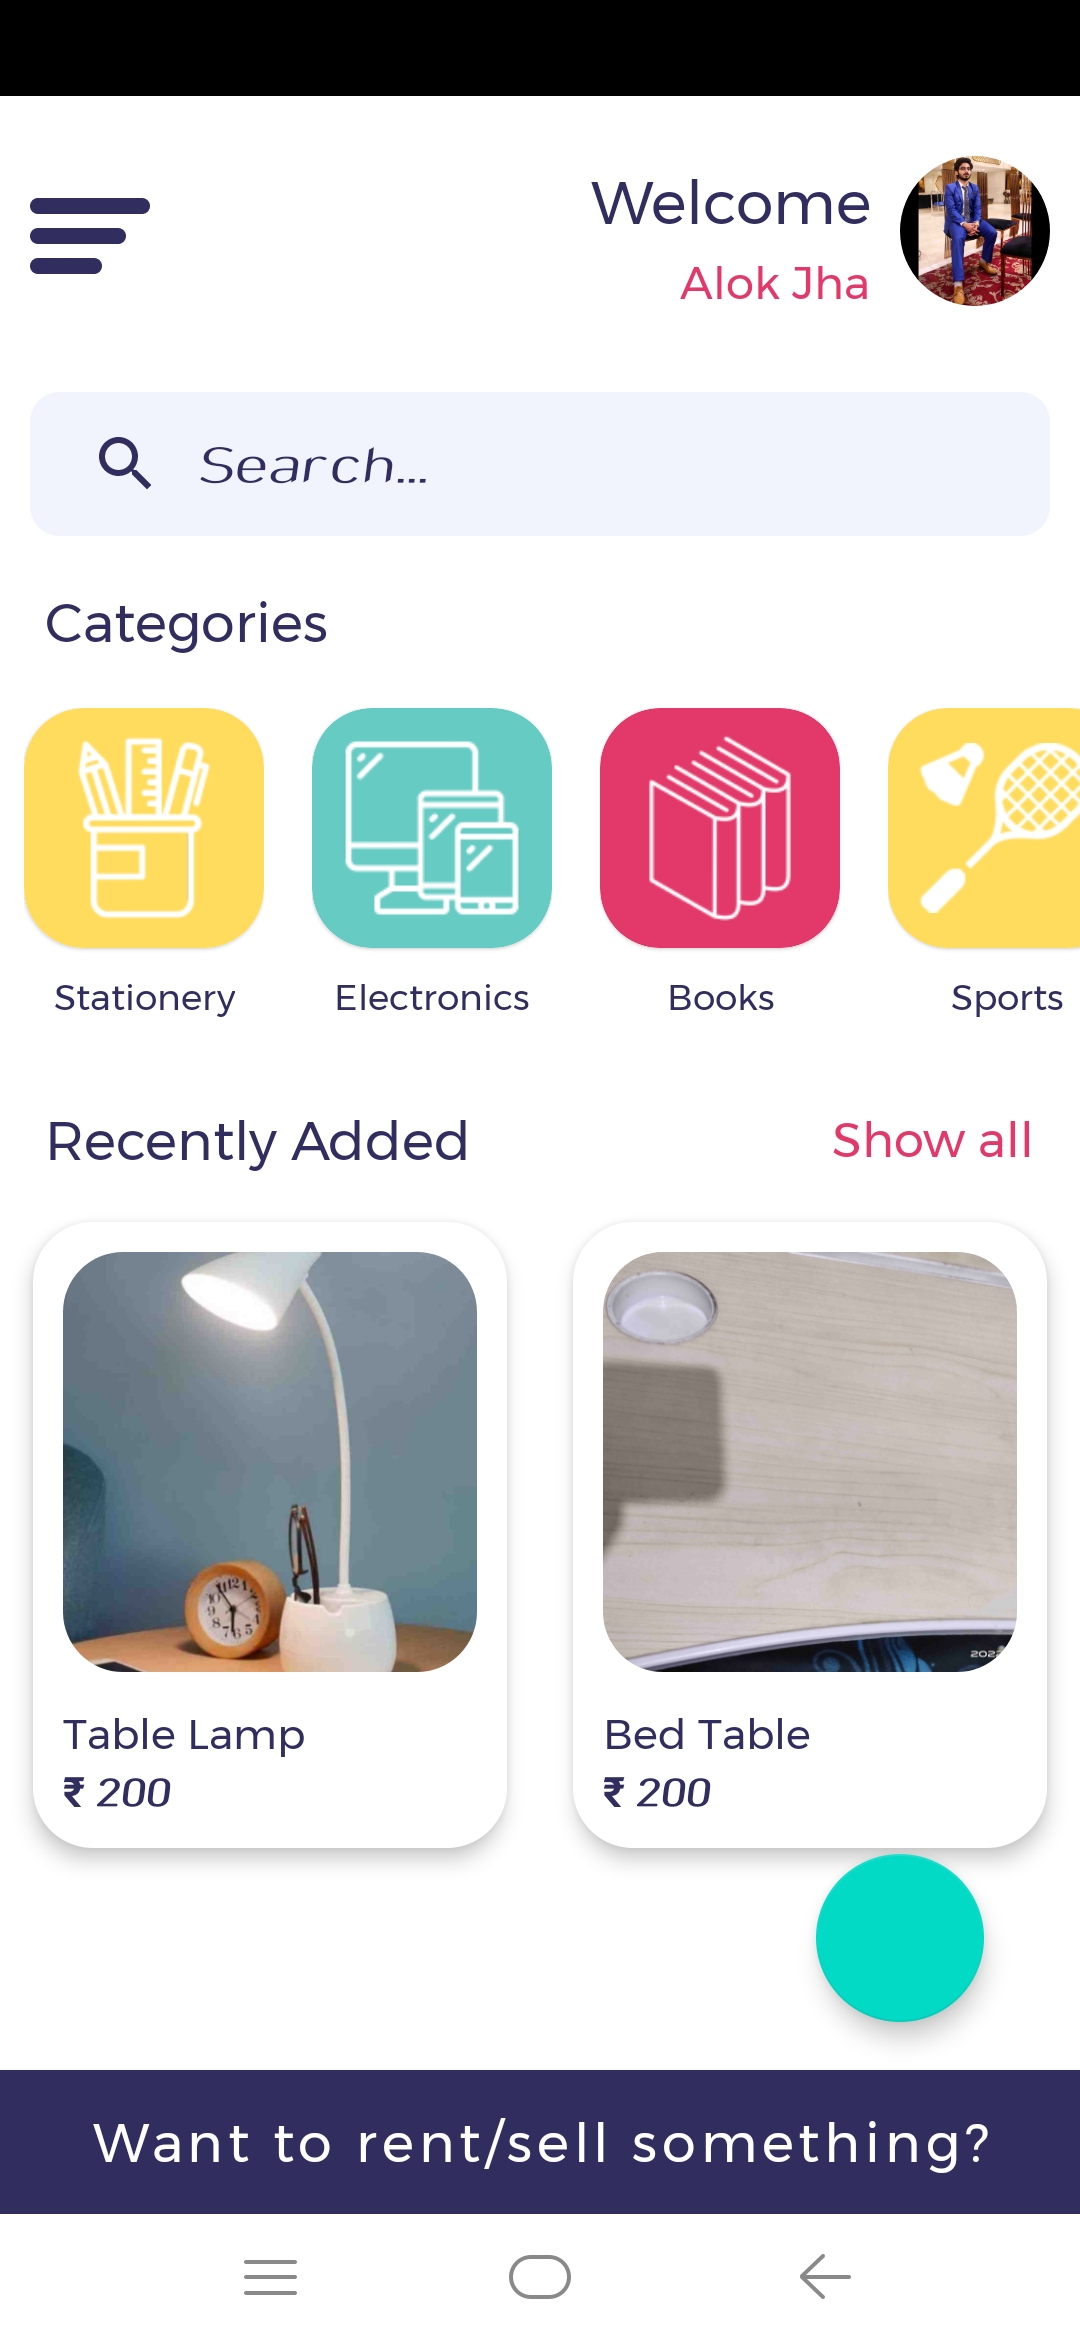 Welcome
Alok Jha
Search...
Categories
Stationery
Electronics
Books
Sports
Recently Added
Show all
Table Lamp
₹ 200
Bed Table
₹ 200
Want to rent/sell something?